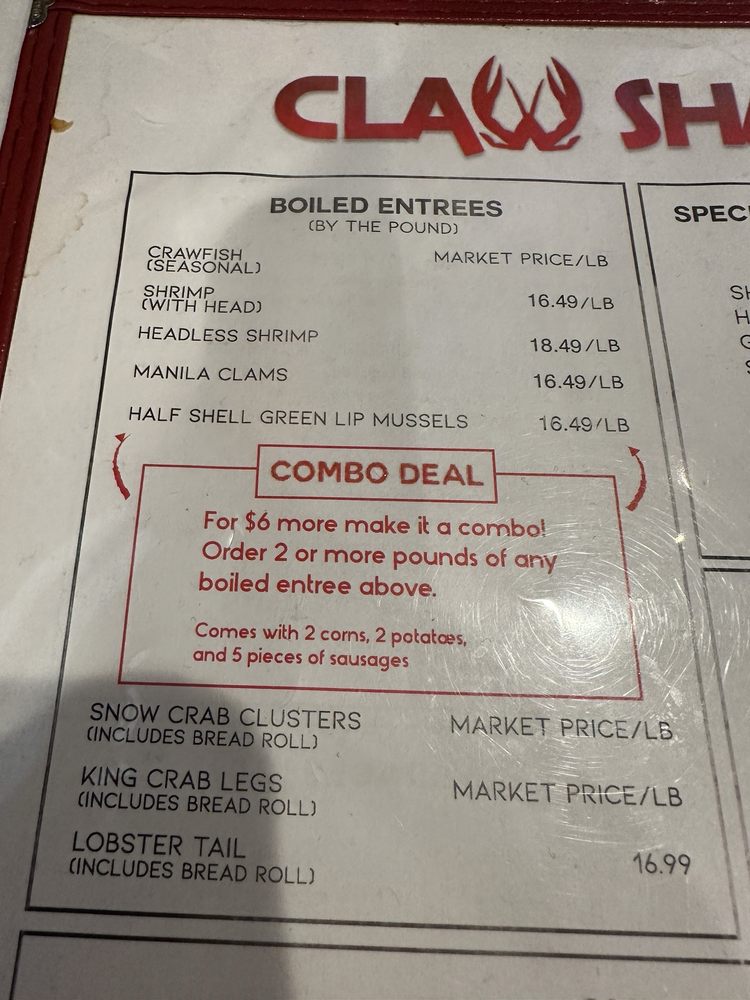 CLAW SHA
BOILED ENTREES
(BY THE POUND)
CRAWFISH
(SEASONAL)
MARKET PRICE/LB
SHRIMP
(WITH HEAD)
16.49/LB
HEADLESS SHRIMP
18.49/LB
MANILA CLAMS
16.49/LB
HALF SHELL GREEN LIP MUSSELS
16.49/LB
COMBO DEAL
For $6 more make it a combo!
Order 2 or more pounds of any
boiled entree above.
Comes with 2 corns, 2 potatoes,
and 5 pieces of sausages
SNOW CRAB CLUSTERS
(INCLUDES BREAD ROLL)
MARKET PRICE/LB
KING CRAB LEGS
(INCLUDES BREAD ROLL)
MARKET PRICE/LB
LOBSTER TAIL
(INCLUDES BREAD ROLL)
16.99
SPEC
SH
H
G